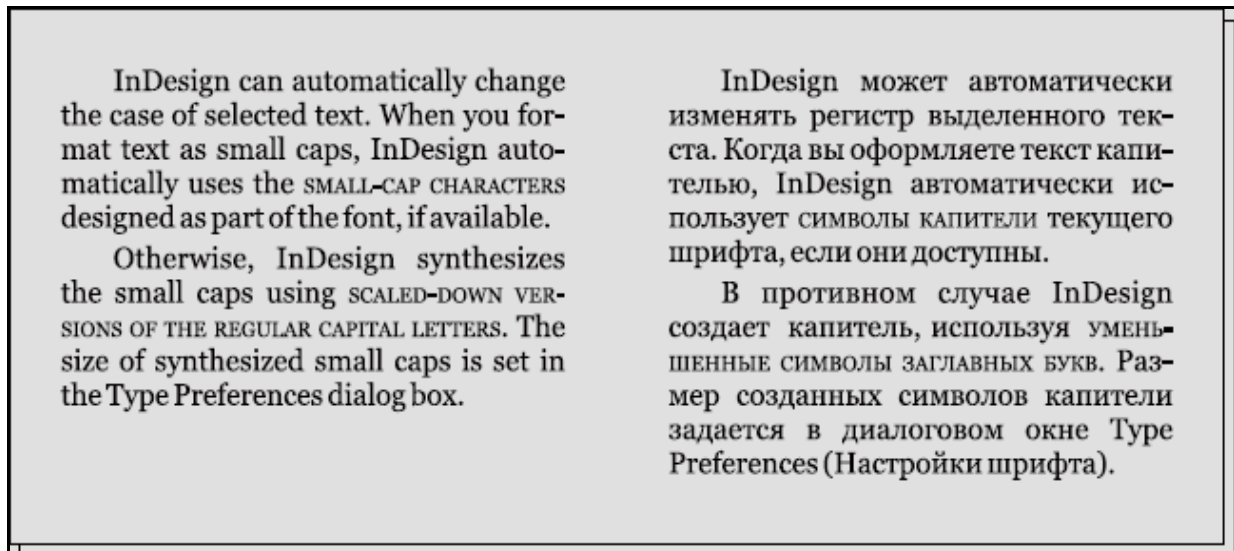 InDesign can automatically change
the case of selected text. When you for-
mat text as small caps, InDesign auto-
matically uses the SMALL-CAP CHARACTERS
designed as part of the font, if available.
Otherwise, InDesign synthesizes
the small caps using SCALED-DOWN VER-
SIONS OF THE REGULAR CAPITAL LETTERS. The
size of synthesized small caps is set in
the Type Preferences dialog box.
InDesign может автоматически
изменять регистр выделенного тек-
ста. Когда вы оформляете текст капи-
телью, InDesign автоматически ис-
пользует СИМВОЛЫ КАПИТЕЛИ текущего
шрифта, если они доступны.
В противном случае InDesign
создает капитель, используя УМЕНЬ-
ШЕННЫЕ СИМВОЛЫ ЗАГЛАВНЫХ БУКВ. Раз-
мер созданных символов капители
задается в диалоговом окне Type
Preferences (Настройки шрифта).